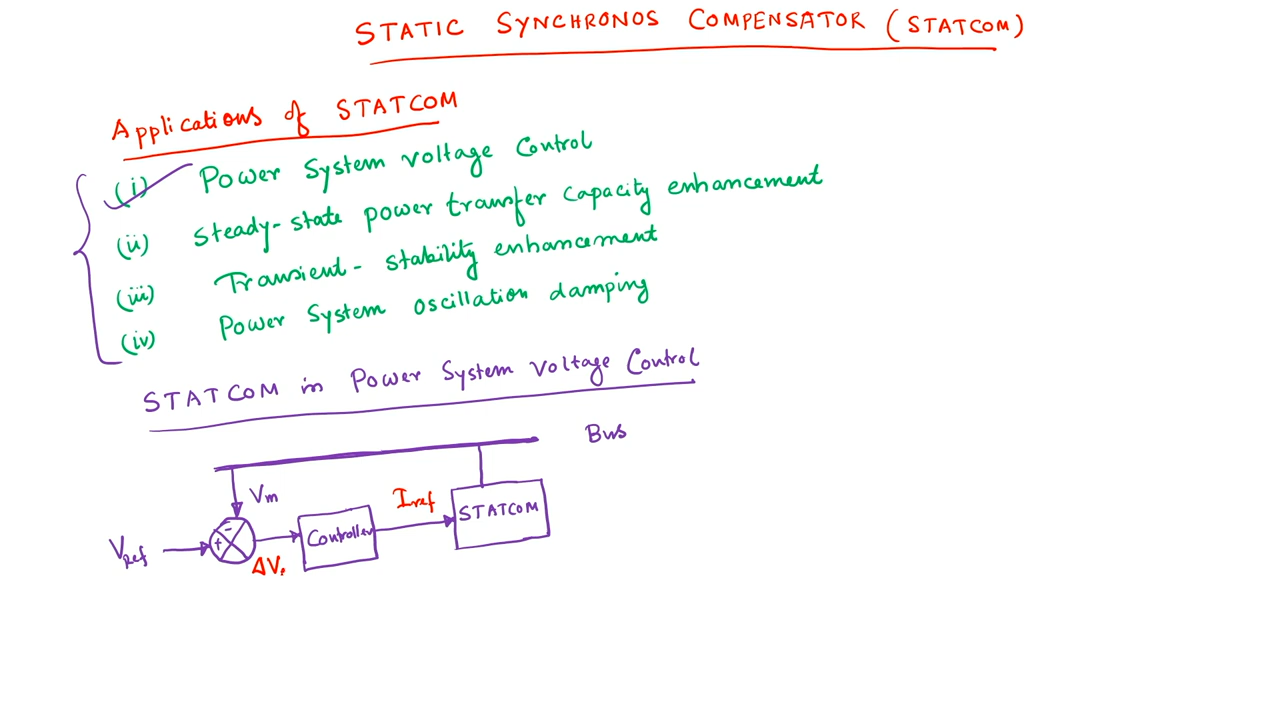 STATIC SYNCHRONOS COMPENSATOR (STATCOM)
Applications of STATCOM
(i) Power System voltage Control
(ii) Steady-state power transfer capacity enhancement
(iii) Transient - stability enhancement
(iv) Power System oscillation damping
STATCOM in Power System Voltage Control
Bus
Vm
Iref
STATCOM
-
Vref + Controller
ΔV.